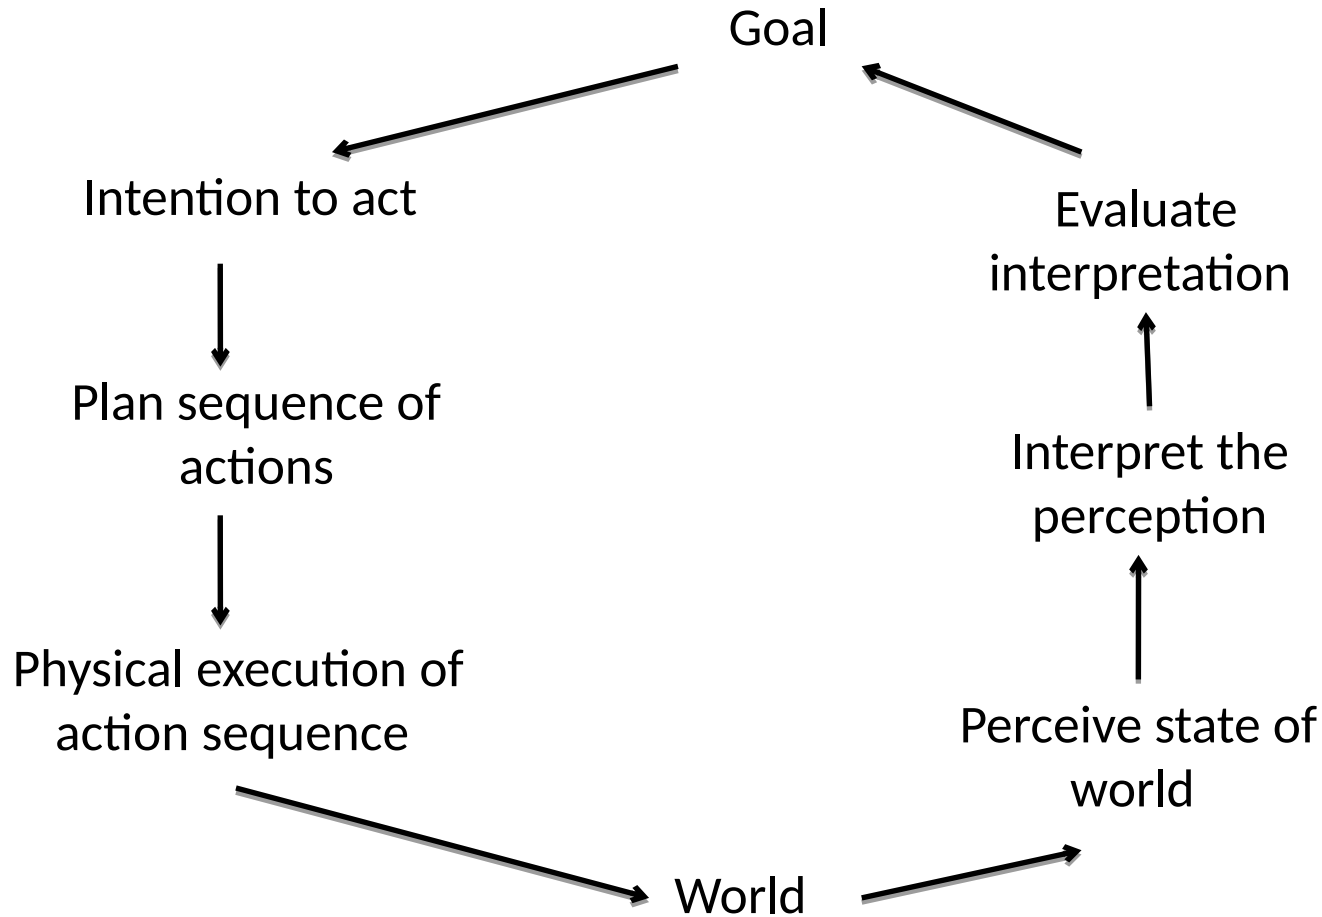 Goal
Intention to act
Plan sequence of
actions
Physical execution of
action sequence
World
Perceive state of
world
Interpret the
perception
Evaluate
interpretation